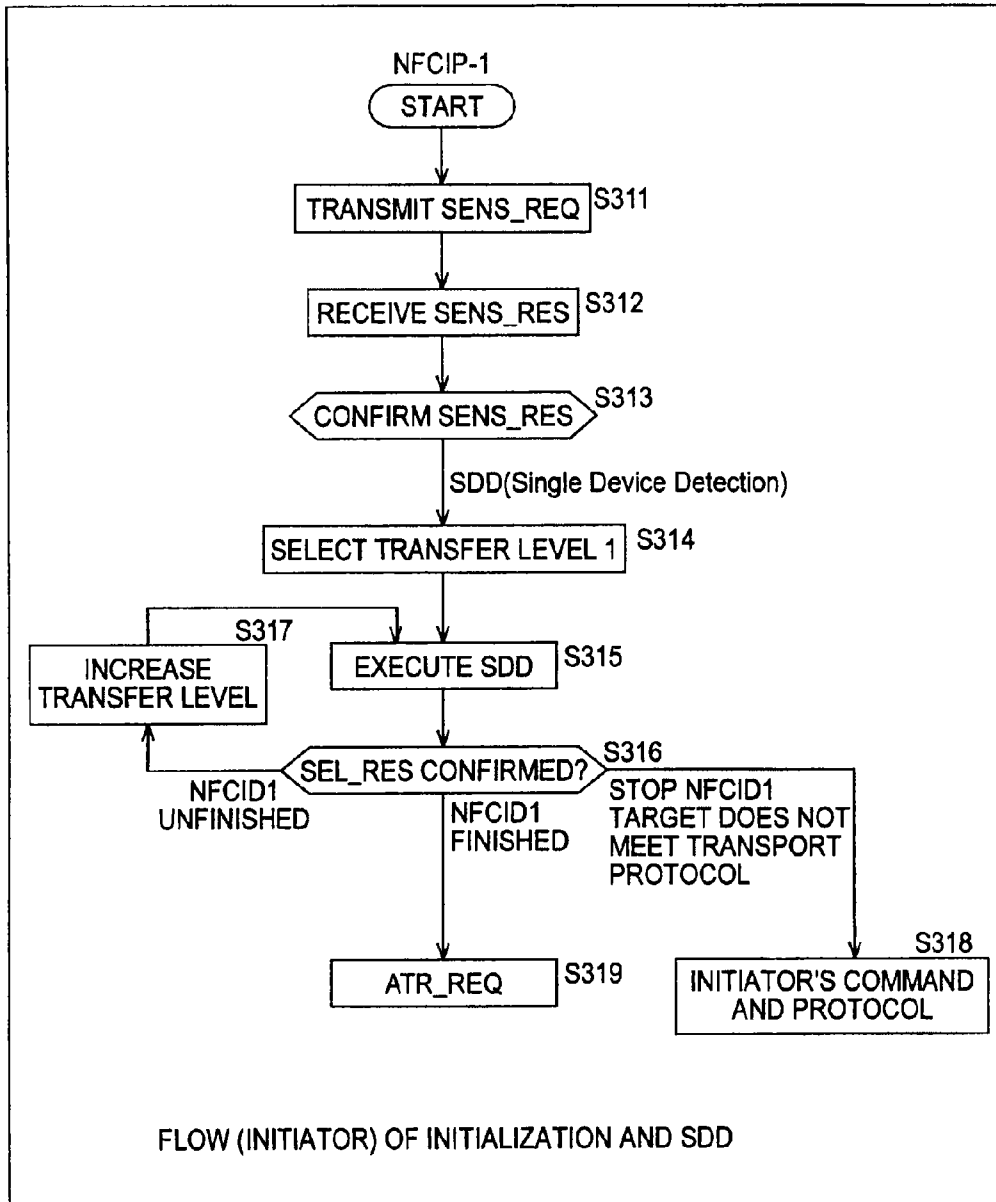 NFCIP-1
START
TRANSMIT SENS_REQ
S311
RECEIVE SENS_RES
S312
CONFIRM SENS_RES
S313
SDD(Single Device Detection)
SELECT TRANSFER LEVEL 1
S314
S317
INCREASE
TRANSFER LEVEL
EXECUTE SDD
S315
SEL_RES CONFIRMED?
S316
NFCID1
UNFINISHED
NFCID1
FINISHED
STOP NFCID1
TARGET DOES NOT
MEET TRANSPORT
PROTOCOL
ATR_REQ
S319
S318
INITIATOR'S COMMAND
AND PROTOCOL
FLOW (INITIATOR) OF INITIALIZATION AND SDD